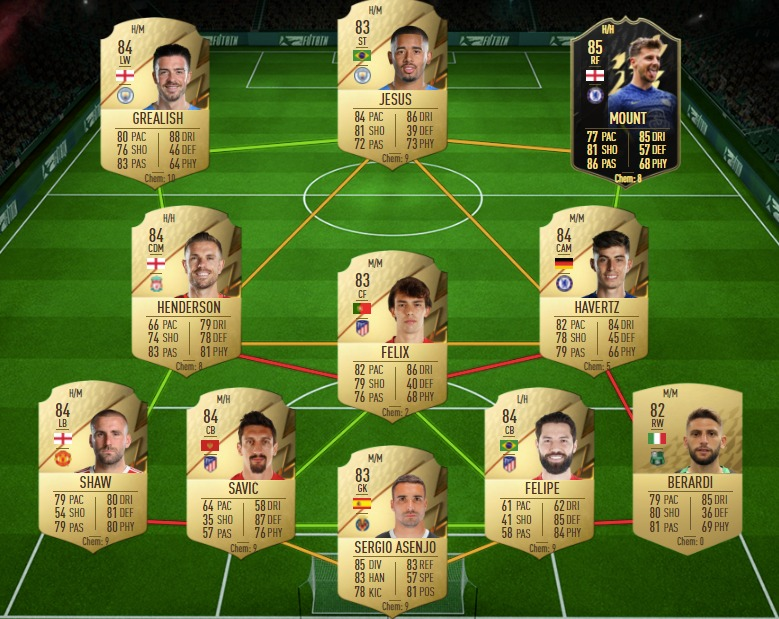 H/M
84
LW
GREALISH
80 PAC 88 DRI
76 SHO 46 DEF
83 PAS 64 PHY
Chem: 10
H/M
83
ST
JESUS
84 PAC 86 DRI
81 SHO 39 DEF
72 PAS 73 PHY
Chem: 9
H/H
85
RF
MOUNT
77 PAC 85 DRI
81 SHO 57 DEF
86 PAS 68 PHY
Chem: 8
H/H
84
CDM
HENDERSON
66 PAC 79 DRI
74 SHO 78 DEF
83 PAS 81 PHY
Chem: 8
M/M
83
CF
FELIX
82 PAC 86 DRI
79 SHO 40 DEF
76 PAS 68 PHY
Chem: 2
M/M
84
CAM
HAVERTZ
82 PAC 84 DRI
78 SHO 45 DEF
79 PAS 66 PHY
Chem: 5
H/M
84
LB
SHAW
79 PAC 80 DRI
54 SHO 81 DEF
79 PAS 80 PHY
Chem: 9
M/H
84
CB
SAVIC
64 PAC 58 DRI
35 SHO 87 DEF
57 PAS 76 PHY
Chem: 9
M/M
83
GK
SERGIO ASENJO
85 DIV 83 REF
83 HAN 57 SPE
78 KIC 81 POS
Chem: 9
L/H
84
CB
FELIPE
61 PAC 62 DRI
41 SHO 85 DEF
58 PAS 84 PHY
Chem: 9
M/M
82
RW
BERARDI
79 PAC 85 DRI
80 SHO 36 DEF
81 PAS 69 PHY
Chem: 0